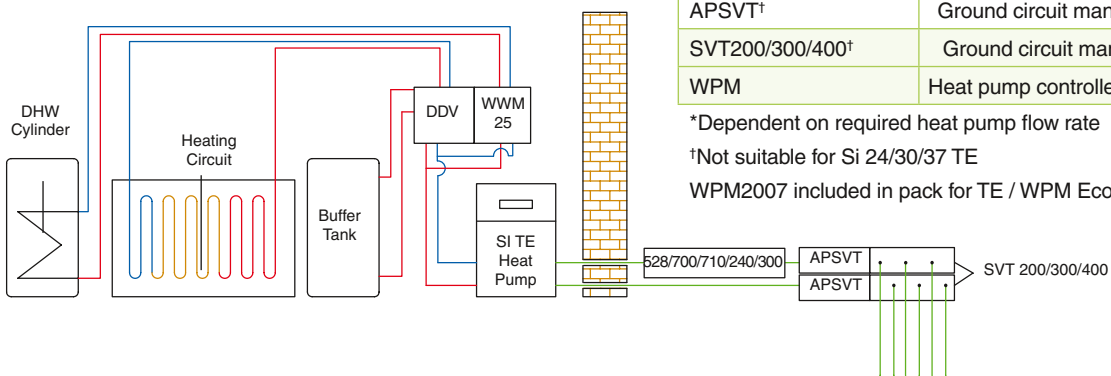 APSVT† Ground circuit man
SVT200/300/400† Ground circuit man
WPM Heat pump controlle
*Dependent on required heat pump flow rate
†Not suitable for Si 24/30/37 TE
WPM2007 included in pack for TE / WPM Eco
DHW
Cylinder
Heating
Circuit
Buffer
Tank
DDV
WWM
25
SI TE
Heat
Pump
528/700/710/240/300
APSVT
APSVT
SVT 200/300/400